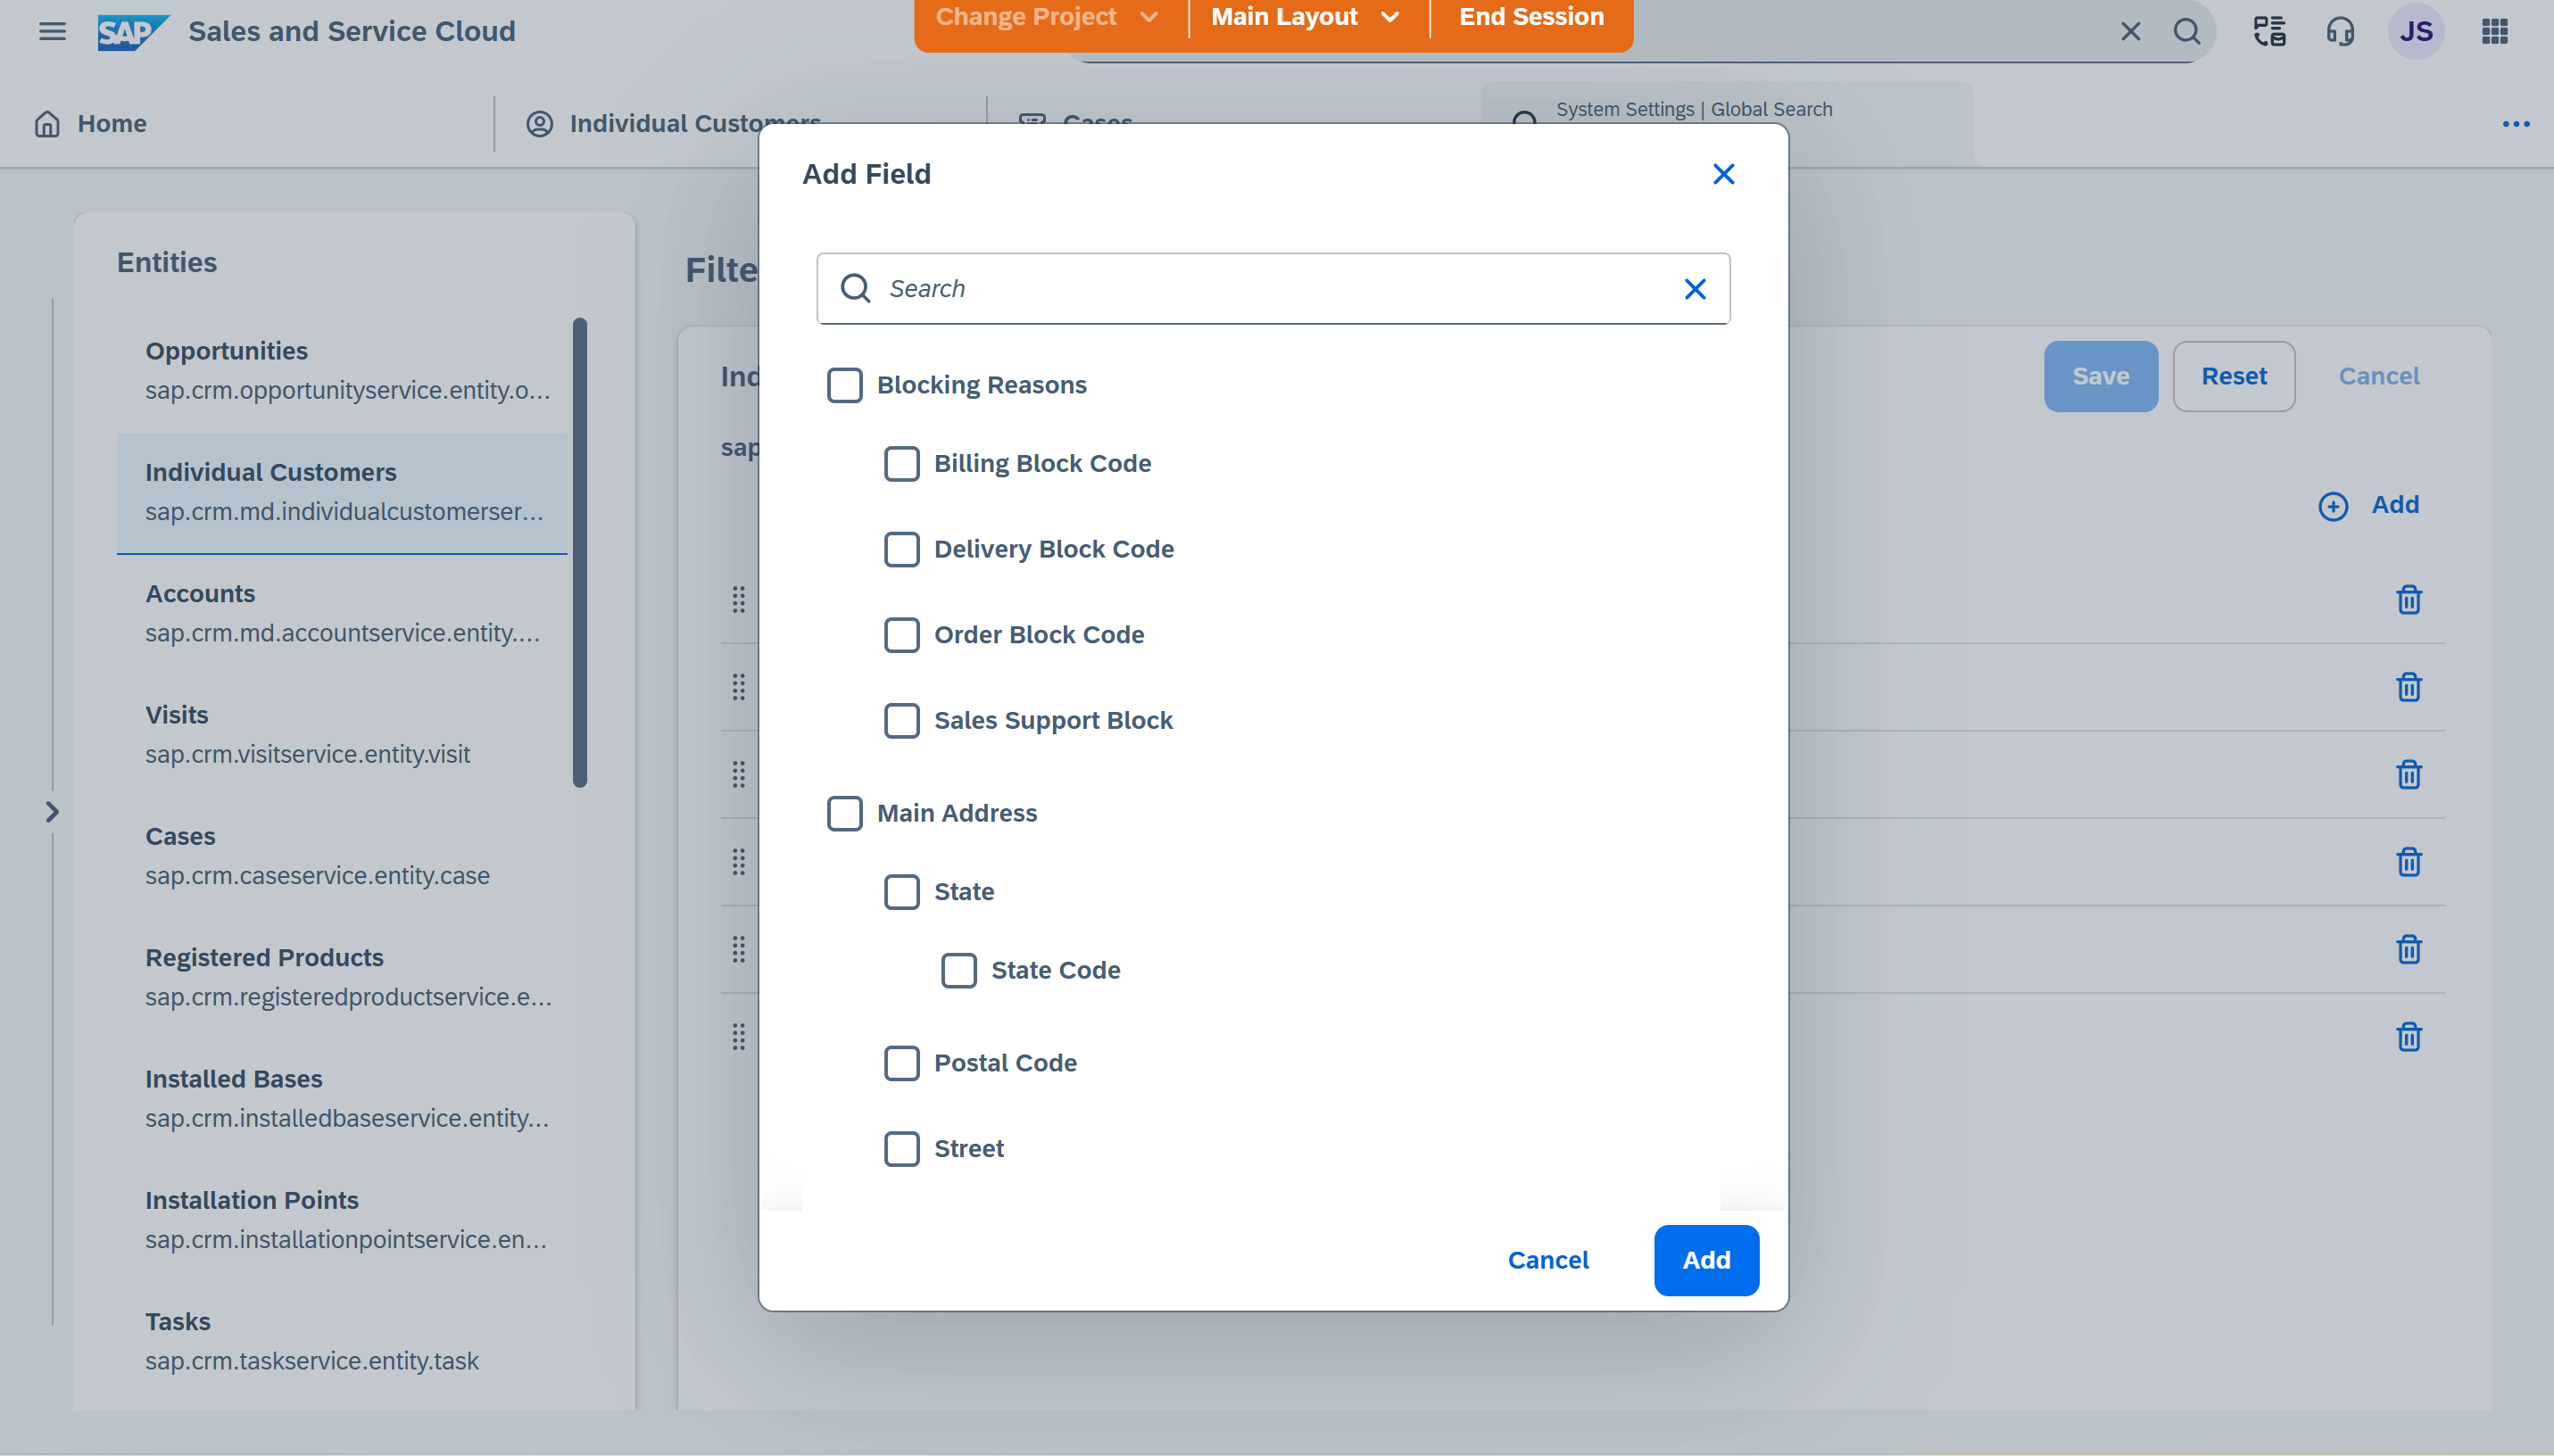 SAP
Sales and Service Cloud
Change Project
Main Layout
End Session
JS
Home
Individual Customers
Cases
System Settings | Global Search
Entities
Opportunities
sap.crm.opportunityservice.entity.o...
Individual Customers
sap.crm.md.individualcustomerser...
Accounts
sap.crm.md.accountservice.entity....
Visits
sap.crm.visitservice.entity.visit
Cases
sap.crm.caseservice.entity.case
Registered Products
sap.crm.registeredproductservice.e...
Installed Bases
sap.crm.installedbaseservice.entity...
Installation Points
sap.crm.installationpointservice.en...
Tasks
sap.crm.taskservice.entity.task
Filte
Ind
sap
Save
Reset
Cancel
Add
Add Field
Search
Blocking Reasons
Billing Block Code
Delivery Block Code
Order Block Code
Sales Support Block
Main Address
State
State Code
Postal Code
Street
Cancel
Add